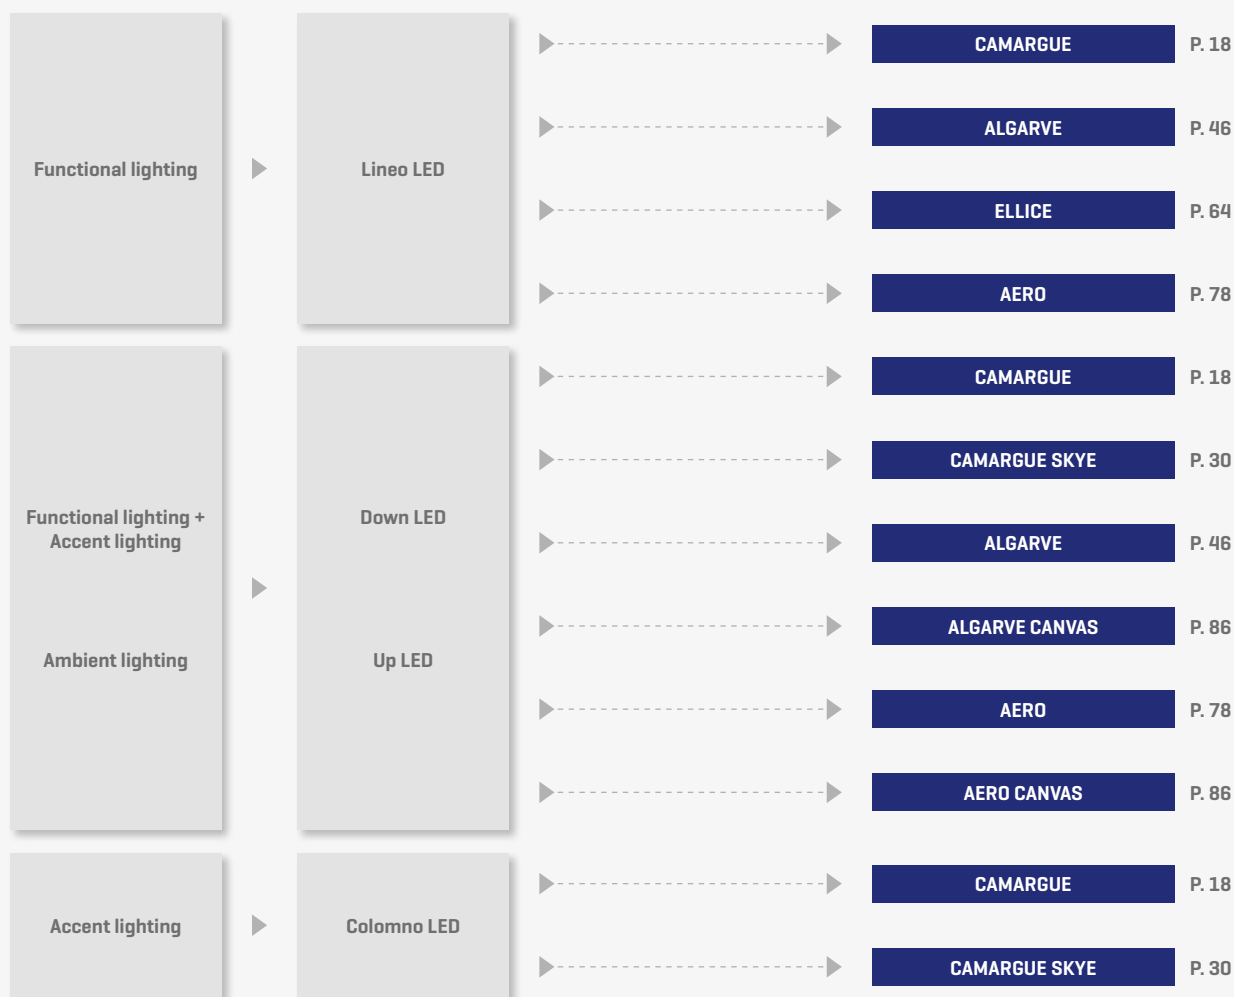 Functional lighting
Lineo LED
CAMARGUE P. 18
ALGARVE P. 46
ELLICE P. 64
AERO P. 78
Functional lighting +
Accent lighting
Ambient lighting
Down LED
Up LED
CAMARGUE P. 18
CAMARGUE SKYE P. 30
ALGARVE P. 46
ALGARVE CANVAS P. 86
AERO P. 78
AERO CANVAS P. 86
Accent lighting
Colomno LED
CAMARGUE P. 18
CAMARGUE SKYE P. 30